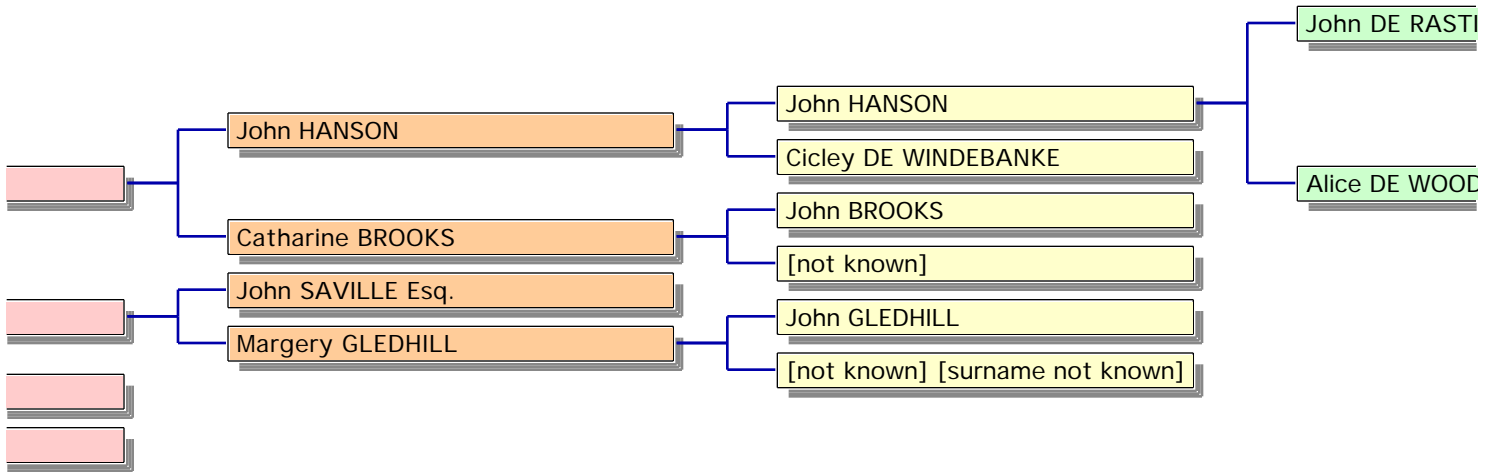 John DE RASTI
John HANSON
John HANSON
Cicley DE WINDEBANKE
Alice DE WOOD
John BROOKS
Catharine BROOKS
[not known]
John SAVILLE Esq.
John GLEDHILL
Margery GLEDHILL
[not known] [surname not known]